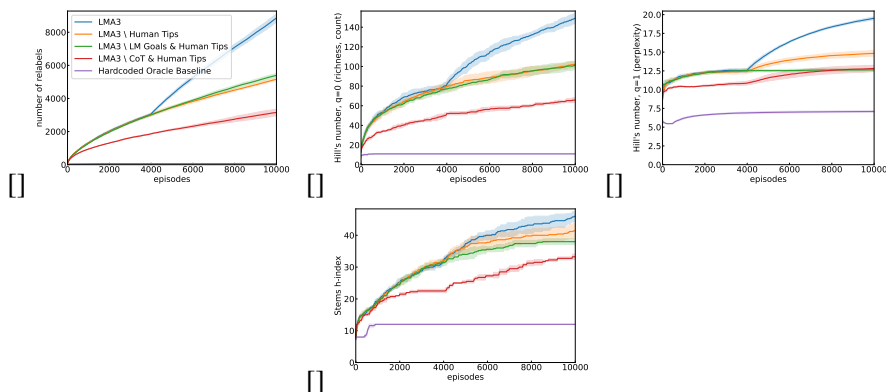 LMA3
LMA3 \ Human Tips
LMA3 \ LM Goals & Human Tips
LMA3 \ CoT & Human Tips
Hardcoded Oracle Baseline
number of relabels
8000
6000
4000
2000
0
0 2000 4000 6000 8000 10000
episodes
[]
Hill's number, q=0 (richness, count)
140
120
100
80
60
40
20
0
0 2000 4000 6000 8000 10000
episodes
[]
Hill's number, q=1 (perplexity)
20.0
17.5
15.0
12.5
10.0
7.5
5.0
2.5
0.0
0 2000 4000 6000 8000 10000
episodes
[]
Stems h-index
40
30
20
10
0
0 2000 4000 6000 8000 10000
episodes
[]